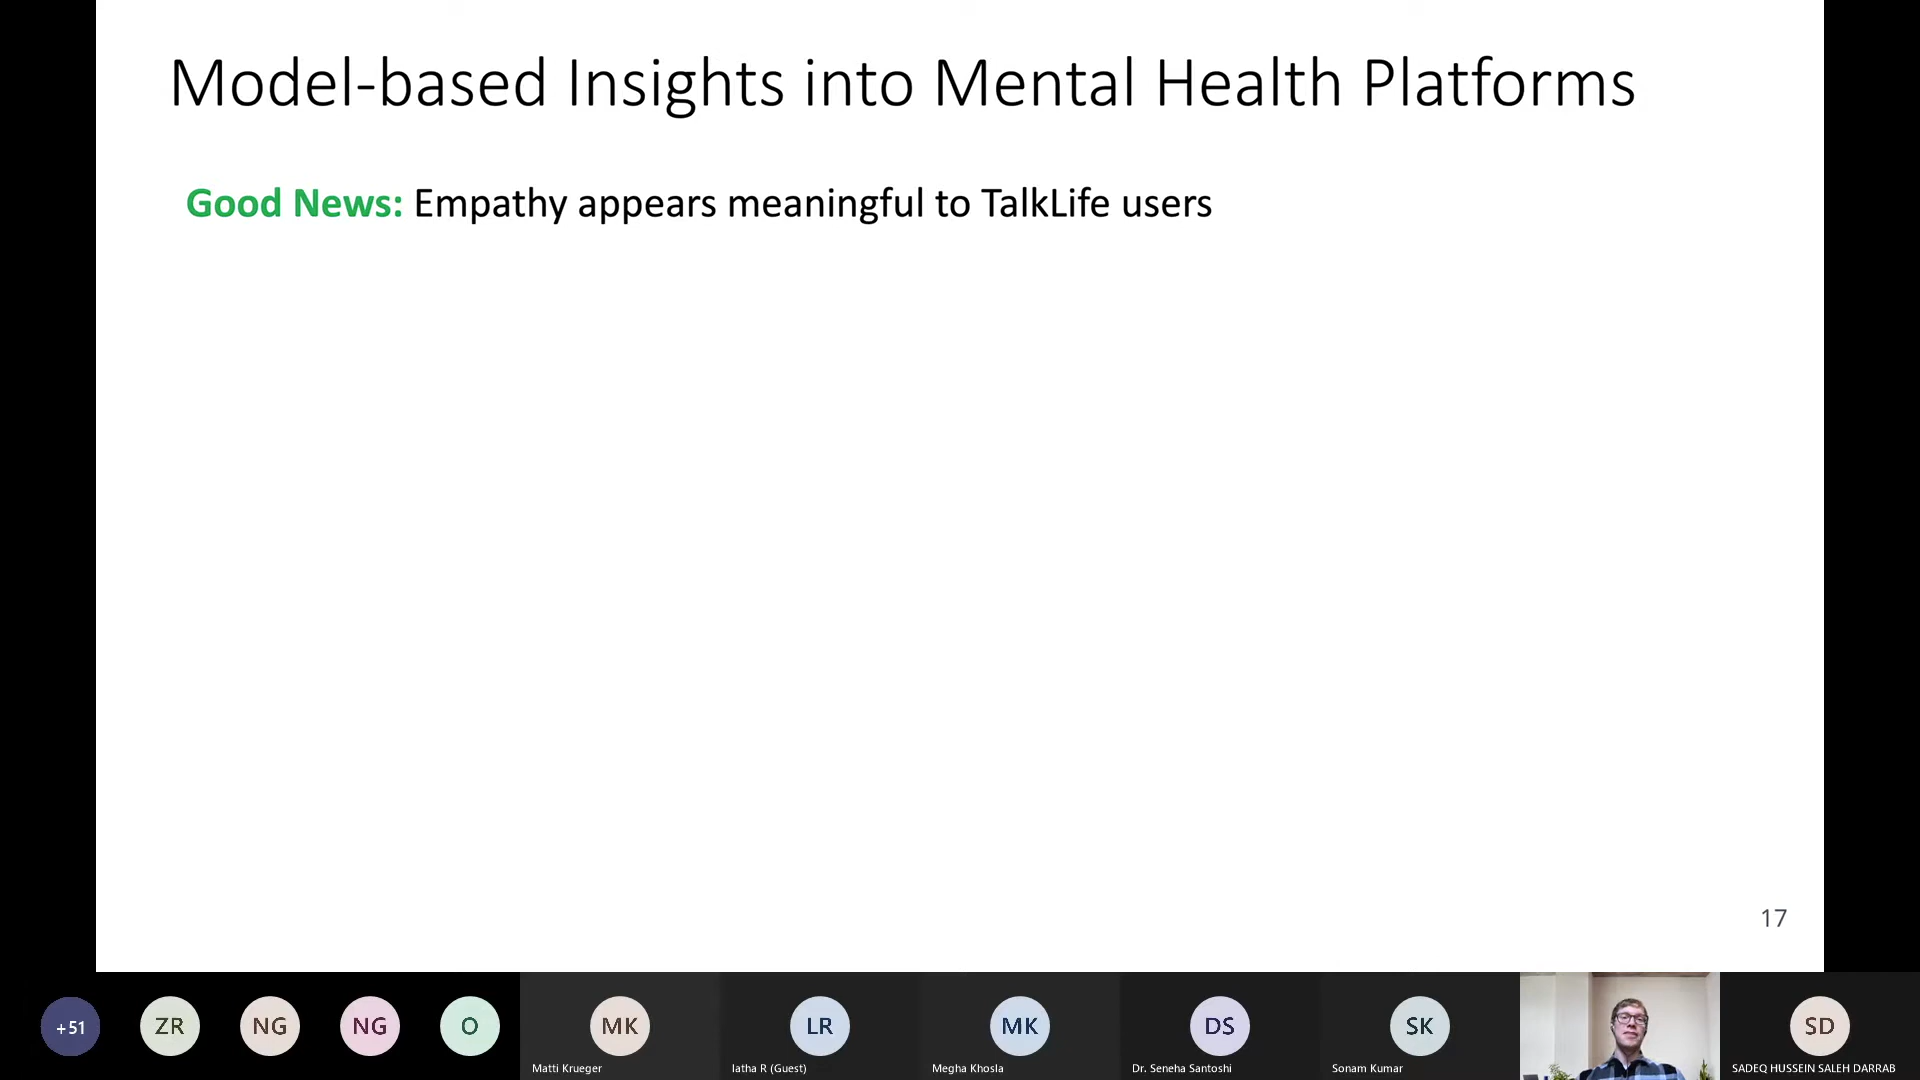 Model-based Insights into Mental Health Platforms
Good News: Empathy appears meaningful to TalkLife users
17
+51
ZR
NG
NG
O
MK
LR
MK
DS
SK
SD
Matti Krueger
latha R (Guest)
Megha Khosla
Dr. Seneha Santoshi
Sonam Kumar
SADEQ HUSSEIN SALEH DARRAB